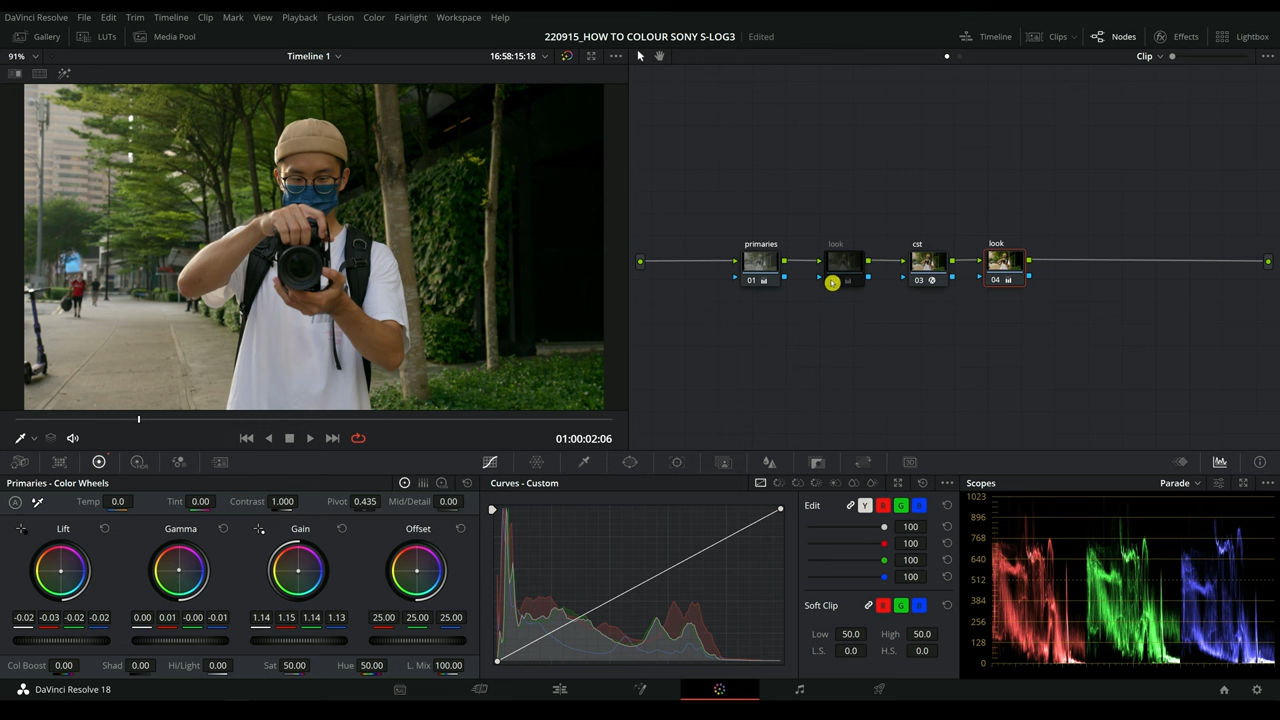 DaVinci Resolve File Edit Trim Timeline Clip Mark View Playback Fusion Color Fairlight Workspace Help
Gallery LUTs Media Pool 220915_HOW TO COLOUR SONY S-LOG3 Edited Timeline Clips Nodes Effects Lightbox
91% Timeline 1 16:58:15:18 Clip
primaries look cst look
01 03 04
01:00:02:06
Primaries - Color Wheels Curves - Custom Scopes Parade
Temp 0.0 Tint 0.00 Contrast 1.000 Pivot 0.435 Mid/Detail 0.00
Edit Y R G B
Lift Gamma Gain Offset
100
100
100
100
Soft Clip R G B
-0.02 -0.03 -0.02 -0.02 0.00 0.01 -0.00 -0.01 1.14 1.15 1.14 1.13 25.00 25.00 25.00
Low 50.0 High 50.0
L.S. 0.0 H.S. 0.0
Col Boost 0.00 Shad 0.00 Hi/Light 0.00 Sat 50.00 Hue 50.00 L. Mix 100.00
1023
896
768
640
512
384
256
128
0
DaVinci Resolve 18